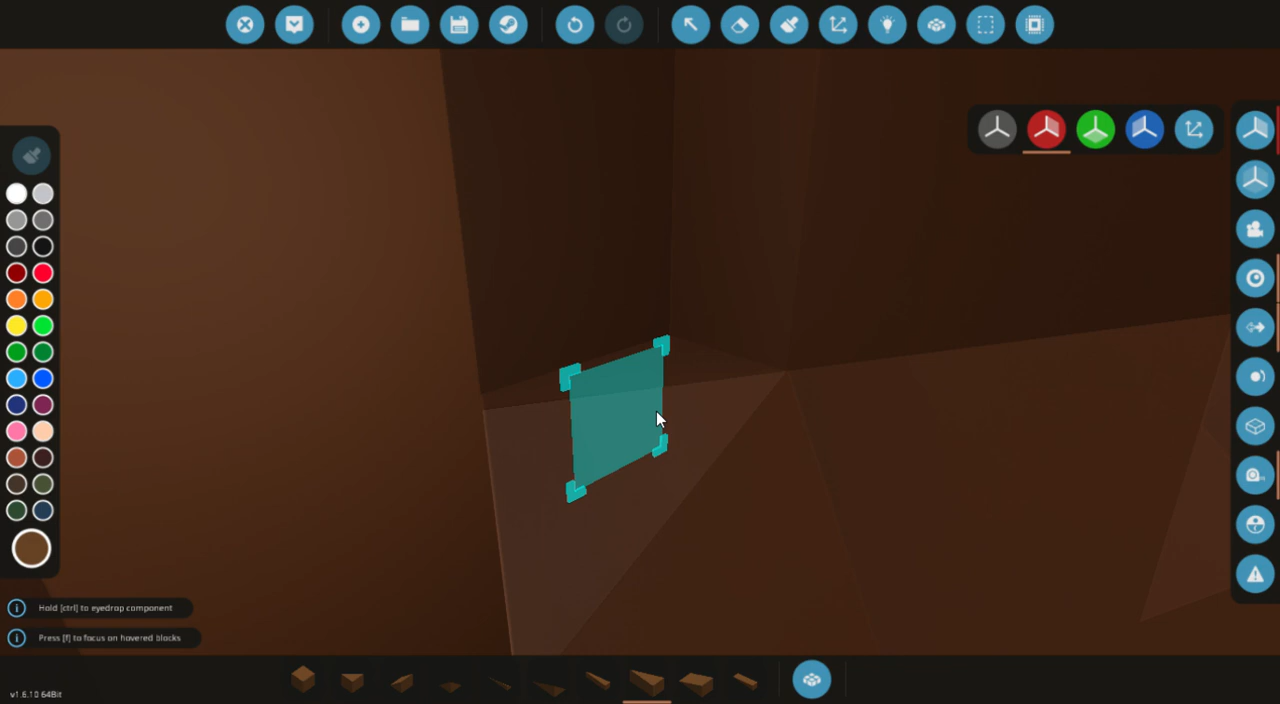 Hold [ctrl] to eyedrop component
Press [f] to focus on hovered blocks
v1.6.10 64Bit